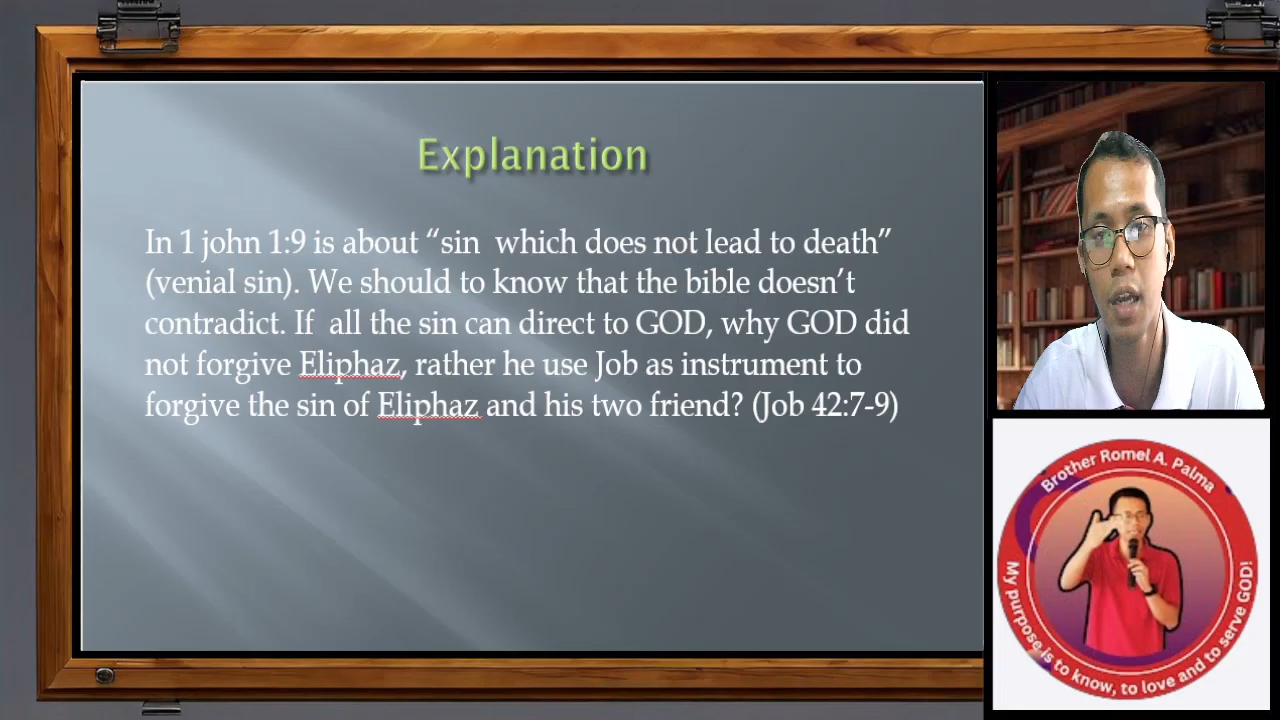 Explanation
In 1 john 1:9 is about “sin  which does not lead to death”
(venial sin). We should to know that the bible doesn’t
contradict. If  all the sin can direct to GOD, why GOD did
not forgive Eliphaz, rather he use Job as instrument to
forgive the sin of Eliphaz and his two friend? (Job 42:7-9)
Brother Romel A. Palma
My purpose is to know, to love and to serve GOD!